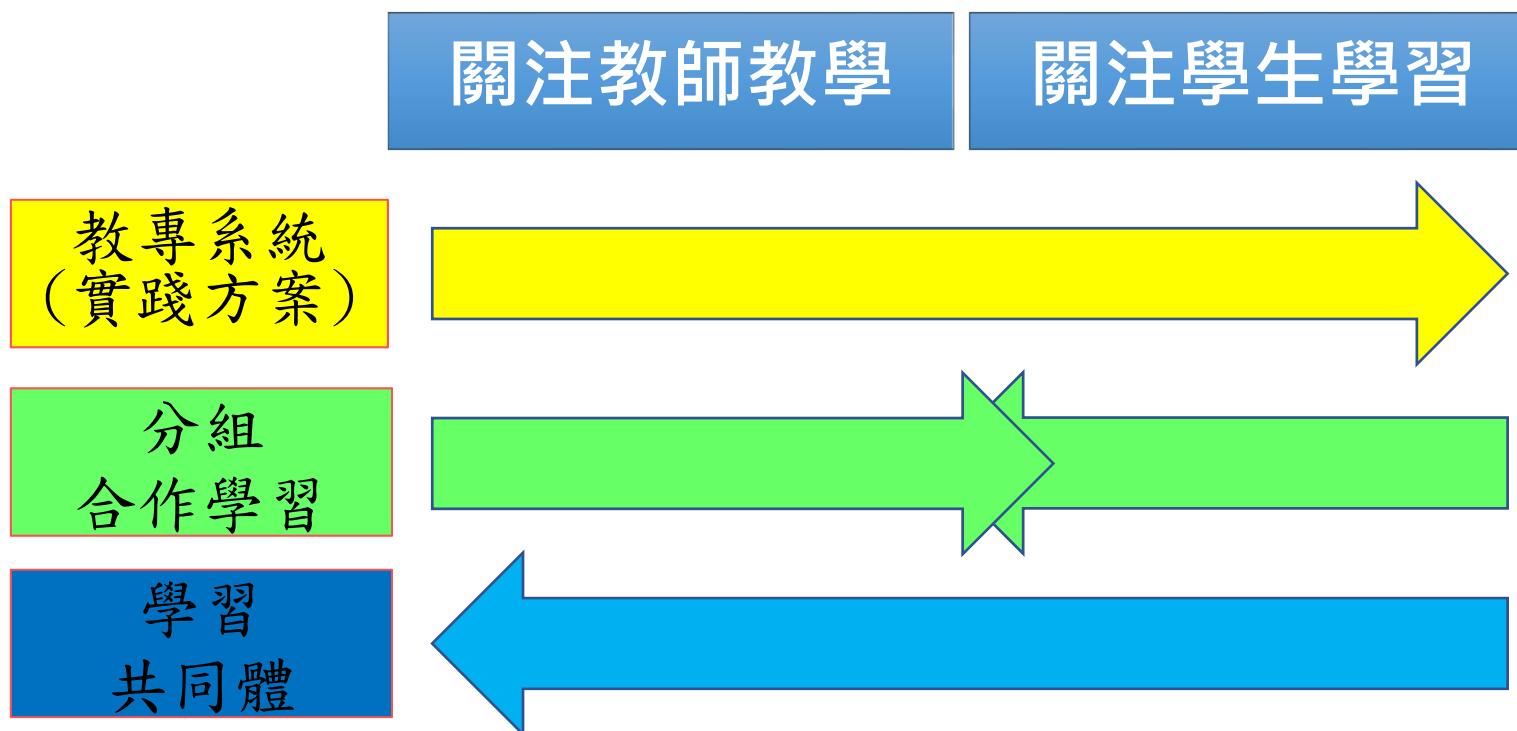 關注教師教學
關注學生學習
教專系統
（實踐方案）
分組
合作學習
學習
共同體